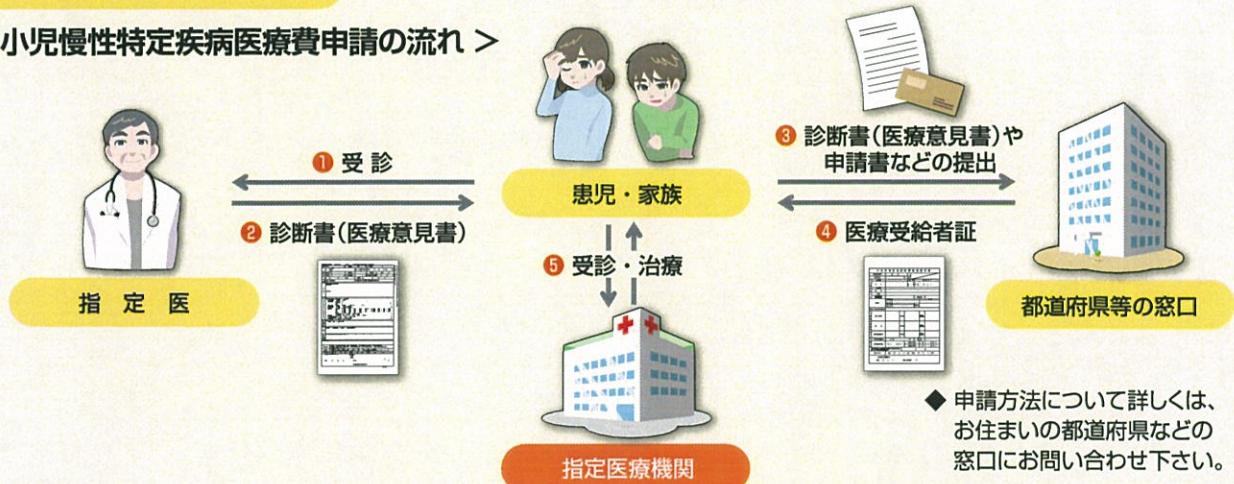 小児慢性特定疾病医療費申請の流れ >
① 受 診
② 診断書(医療意見書)
指 定 医
患児・家族
⑤ 受診・治療
指定医療機関
③ 診断書(医療意見書)や
申請書などの提出
④ 医療受給者証
都道府県等の窓口
◆ 申請方法について詳しくは、
お住まいの都道府県などの
窓口にお問い合わせ下さい。